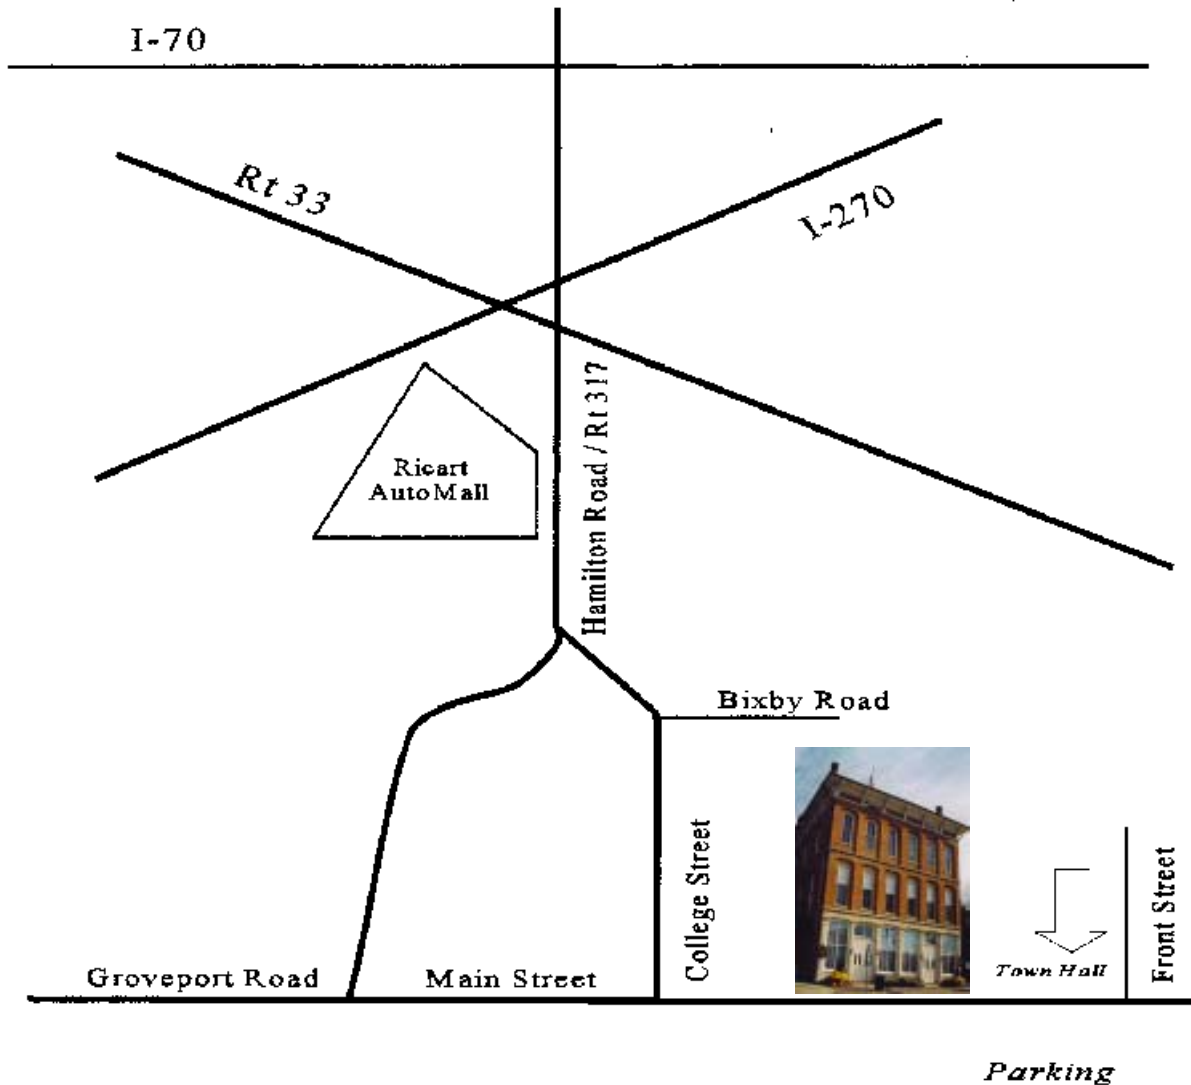 I-70
Rt 33
I-270
Hamilton Road / Rt 317
Ricart
AutoMall
Bixby Road
College Street
Front Street
Town Hall
Groveport Road
Main Street
Parking